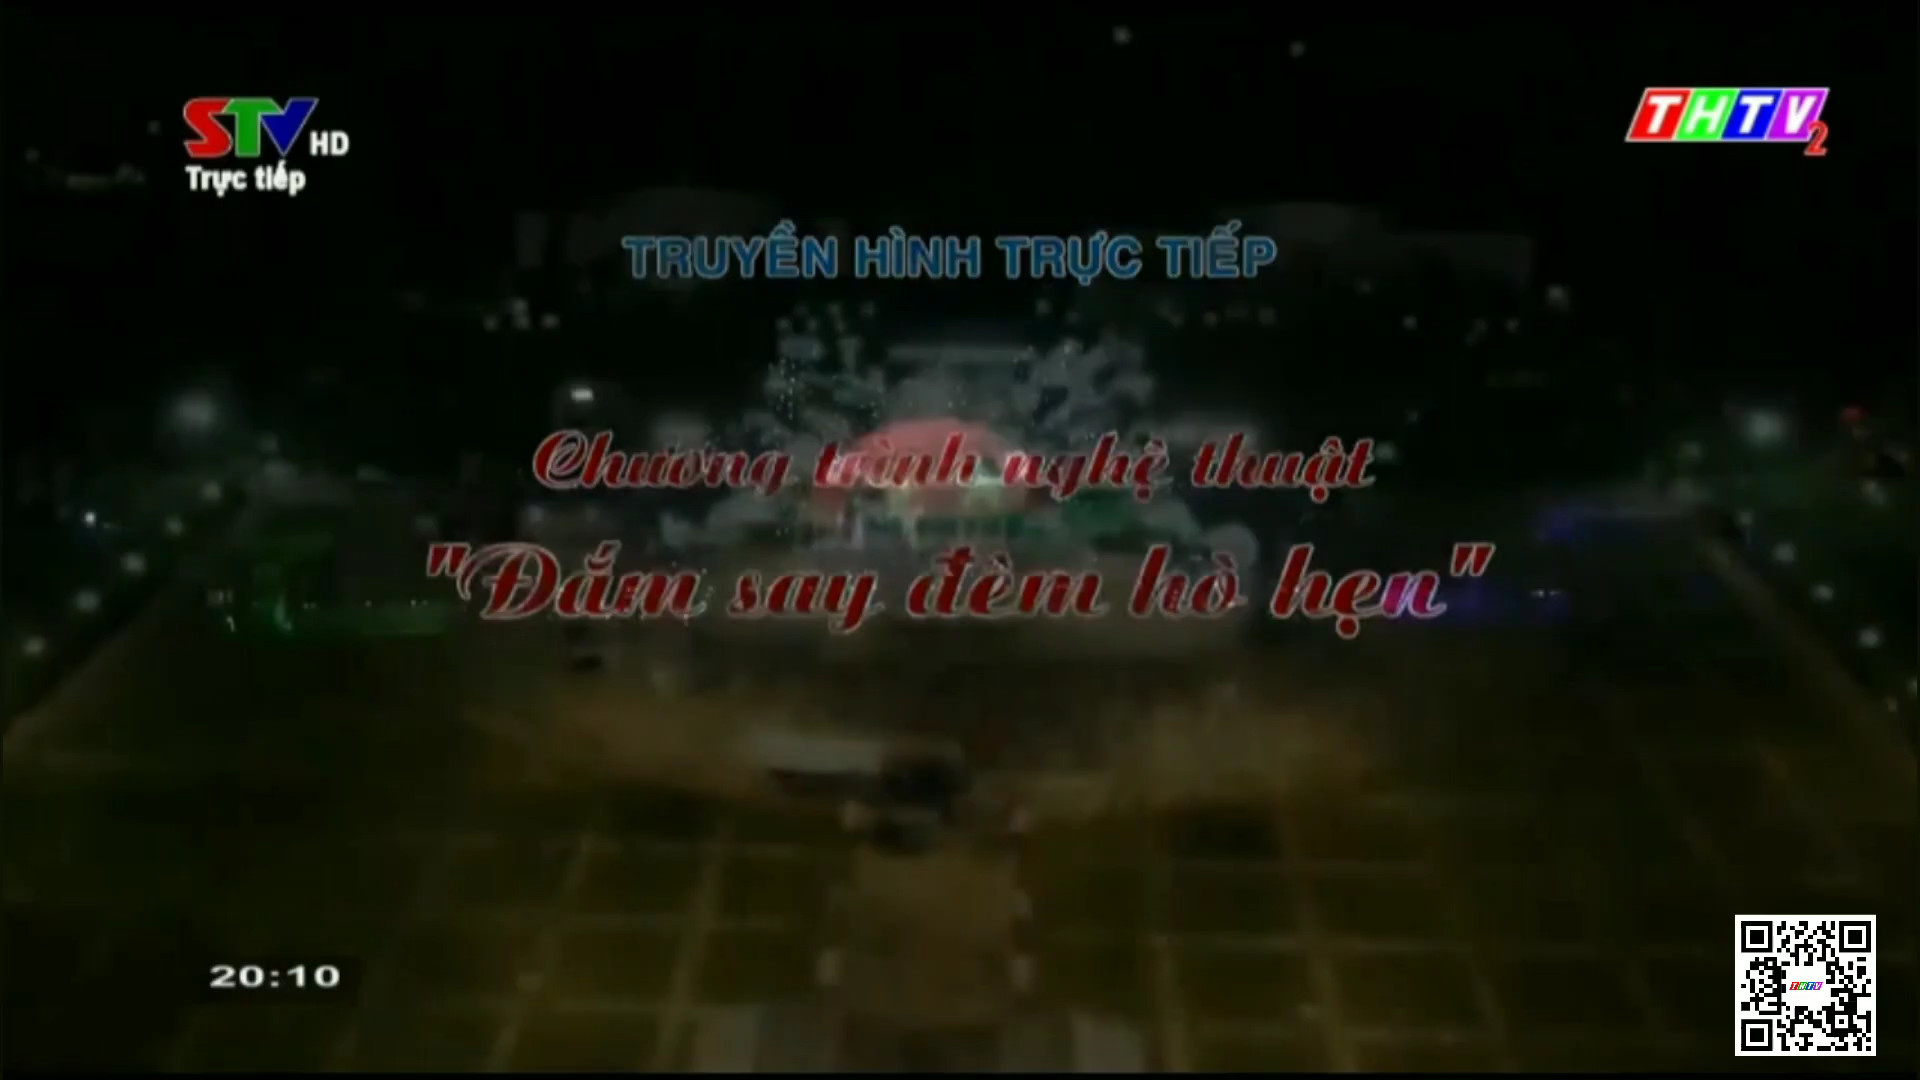 STV HD
Trực tiếp
THTV2
TRUYỀN HÌNH TRỰC TIẾP
Chương trình nghệ thuật
"Đắm say đêm hò hẹn"
20:10
THTV